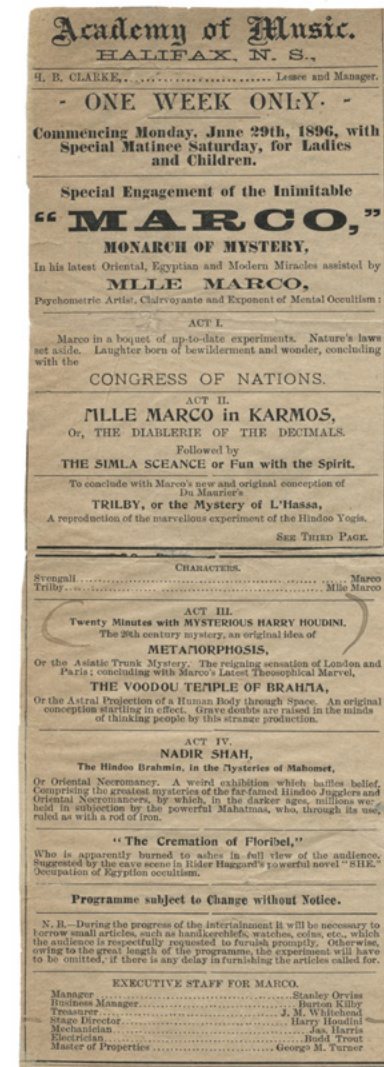 Academy of Music.
HALIFAX, N. S.,
H. B. CLARKE,........................ Lessee and Manager.
- ONE WEEK ONLY. -
Commencing Monday, June 29th, 1896, with
Special Matinee Saturday, for Ladies
and Children.
Special Engagement of the Inimitable
“MARCO,”
MONARCH OF MYSTERY,
In his latest Oriental, Egyptian and Modern Miracles assisted by
MLLE MARCO,
Psychometric Artist, Clairvoyante and Exponent of Mental Occultism:
ACT I.
Marco in a boquet of up-to-date experiments. Nature's laws
set aside. Laughter born of bewilderment and wonder, concluding
with the
CONGRESS OF NATIONS.
ACT II.
MLLE MARCO in KARMOS,
Or, THE DIABLERIE OF THE DECIMALS.
Followed by
THE SIMLA SCEANCE or Fun with the Spirit.
To conclude with Marco's new and original conception of
Du Maurier's
TRILBY, or the Mystery of L'Hassa,
A reproduction of the marvellous experiment of the Hindoo Yogis.
SEE THIRD PAGE.
CHARACTERS.
Svengali........................ Marco
Trilby........................ Mlle Marco
ACT III.
Twenty Minutes with MYSTERIOUS HARRY HOUDINI.
The 20th century mystery, an original idea of
METAMORPHOSIS,
Or the Asiatic Trunk Mystery. The reigning sensation of London and
Paris; concluding with Marco's Latest Theosophical Marvel,
THE VOODOU TEMPLE OF BRAHMA,
Or the Astral Projection of a Human Body through Space. An original
conception startling in effect. Grave doubts are raised in the minds
of thinking people by this strange production.
ACT IV.
NADIR SHAH,
The Hindoo Brahmin, in the Mysteries of Mahomet,
Or Oriental Necromancy. A weird exhibition which baffles belief.
Comprising the greatest mysteries of the far-famed Hindoo Jugglers and
Oriental Necromancers, by which, in the darker ages, millions we
held in subjection by the powerful Mahatmas, who, through its use,
ruled as with a rod of iron.
“The Cremation of Floribel,”
Who is apparently burned to ashes in full view of the audience.
Suggested by the cave scene in Rider Haggard's powerful novel “SHE.”
Occupation of Egyption occultism.
Programme subject to Change without Notice.
N. B.—During the progress of the intertainment it will be necessary to
borrow small articles, such as handkerchiefs, watches, coins, etc., which
the audience is respectfully requested to furnish promptly. Otherwise,
owing to the great length of the programme, the experiment will have
to be omitted, if there is any delay in furnishing the articles called for.
EXECUTIVE STAFF FOR MARCO.
Manager........................ Stanley Orviss
Business Manager........................ Burton Kilby
Treasurer........................ J. M. Whitehead
Stage Director........................ Harry Houdini
Mechanician........................ Jas. Harris
Electrician........................ Budd Trout
Master of Properties........................ George M. Turner